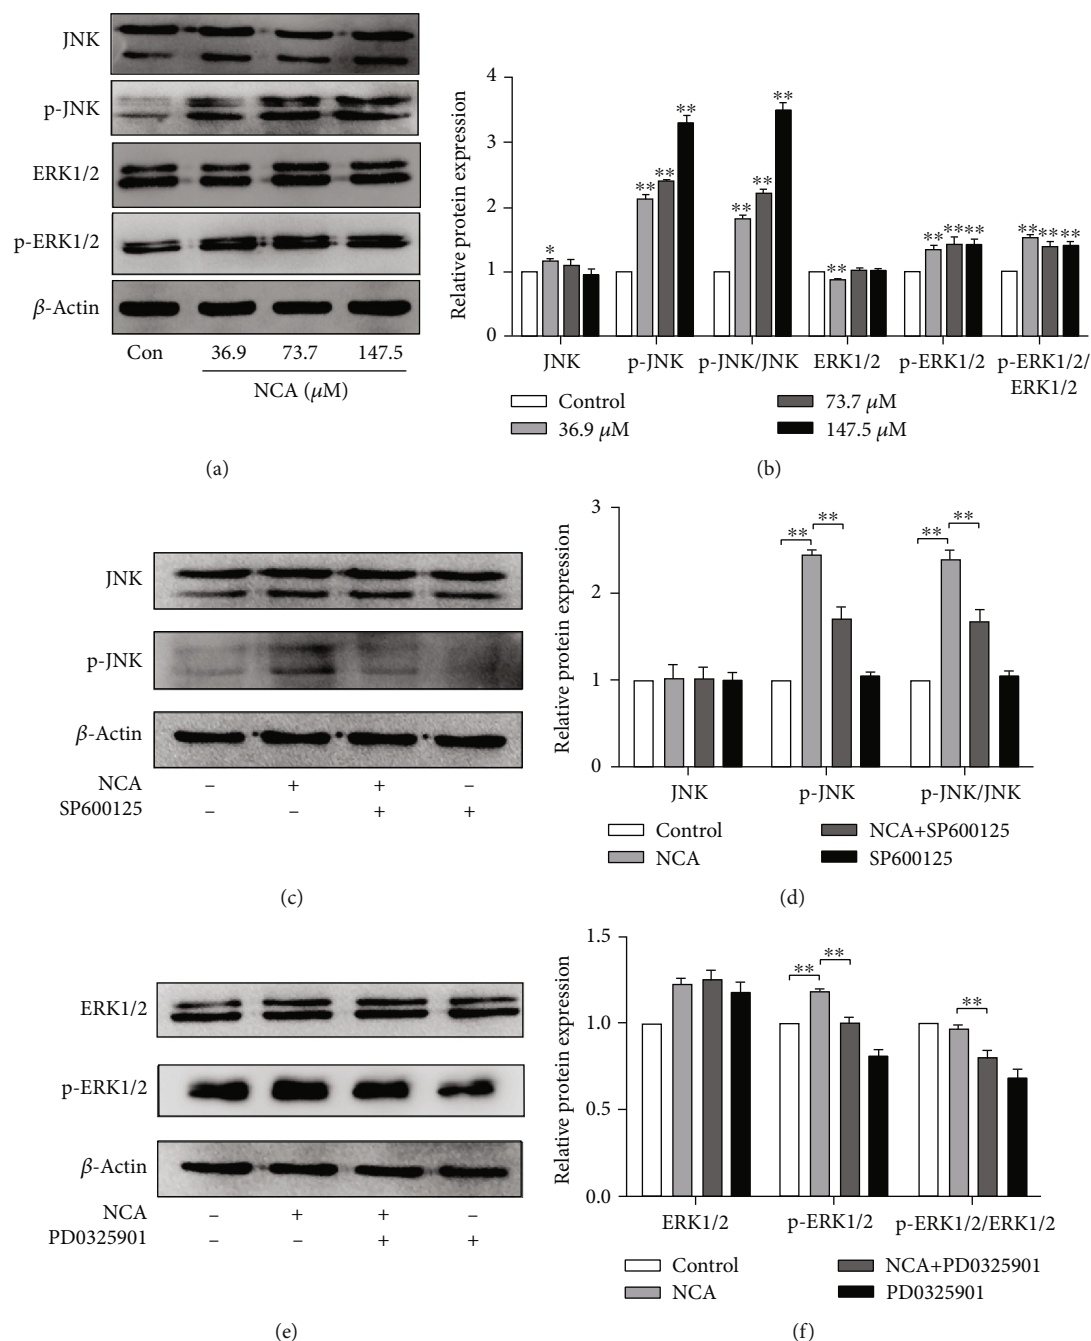 JNK
p-JNK
ERK1/2
p-ERK1/2
β-Actin
Con 36.9 73.7 147.5
NCA (μM)
(a)
Relative protein expression
4
3
2
1
0
*
** ** **
** ** **
**
** ** **
** ** **
JNK p-JNK p-JNK/JNK ERK1/2 p-ERK1/2 p-ERK1/2/
ERK1/2
Control 73.7 μM
36.9 μM 147.5 μM
(b)
JNK
p-JNK
β-Actin
NCA – + + –
SP600125 – – + +
(c)
Relative protein expression
3
2
1
0
** **
** **
JNK p-JNK p-JNK/JNK
Control NCA+SP600125
NCA SP600125
(d)
ERK1/2
p-ERK1/2
β-Actin
NCA – + + –
PD0325901 – – + +
(e)
Relative protein expression
1.5
1.0
0.5
0.0
** **
**
ERK1/2 p-ERK1/2 p-ERK1/2/ERK1/2
Control NCA+PD0325901
NCA PD0325901
(f)